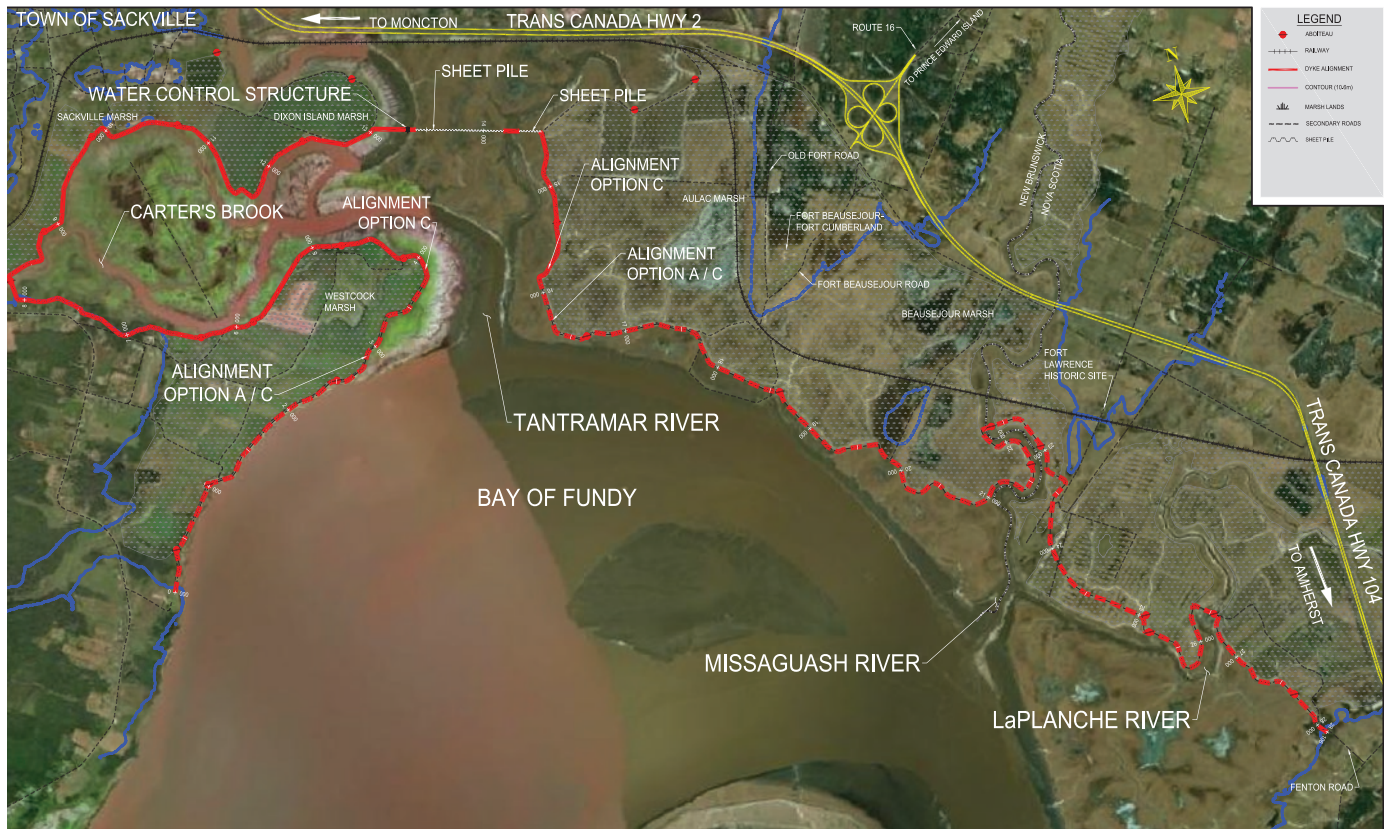 TOWN OF SACKVILLE
TO MONCTON
TRANS CANADA HWY 2
ROUTE 16
TO PRINCE EDWARD ISLAND
LEGEND
ABOITEAU
RAILWAY
DYKE ALIGNMENT
CONTOUR (10.6m)
MARSH LANDS
SECONDARY ROADS
SHEET PILE
N
SHEET PILE
SHEET PILE
WATER CONTROL STRUCTURE
SACKVILLE MARSH
DIXON ISLAND MARSH
OLD FORT ROAD
ALIGNMENT
OPTION C
AULAC MARSH
NEW BRUNSWICK
NOVA SCOTIA
CARTER'S BROOK
ALIGNMENT
OPTION C
FORT BEAUSEJOUR-
FORT CUMBERLAND
ALIGNMENT
OPTION A / C
FORT BEAUSEJOUR ROAD
WESTCOCK
MARSH
BEAUSEJOUR MARSH
FORT
LAWRENCE
HISTORIC SITE
ALIGNMENT
OPTION A / C
TANTRAMAR RIVER
TRANS CANADA HWY 104
BAY OF FUNDY
TO AMHERST
MISSAGUASH RIVER
LaPLANCHE RIVER
FENTON ROAD